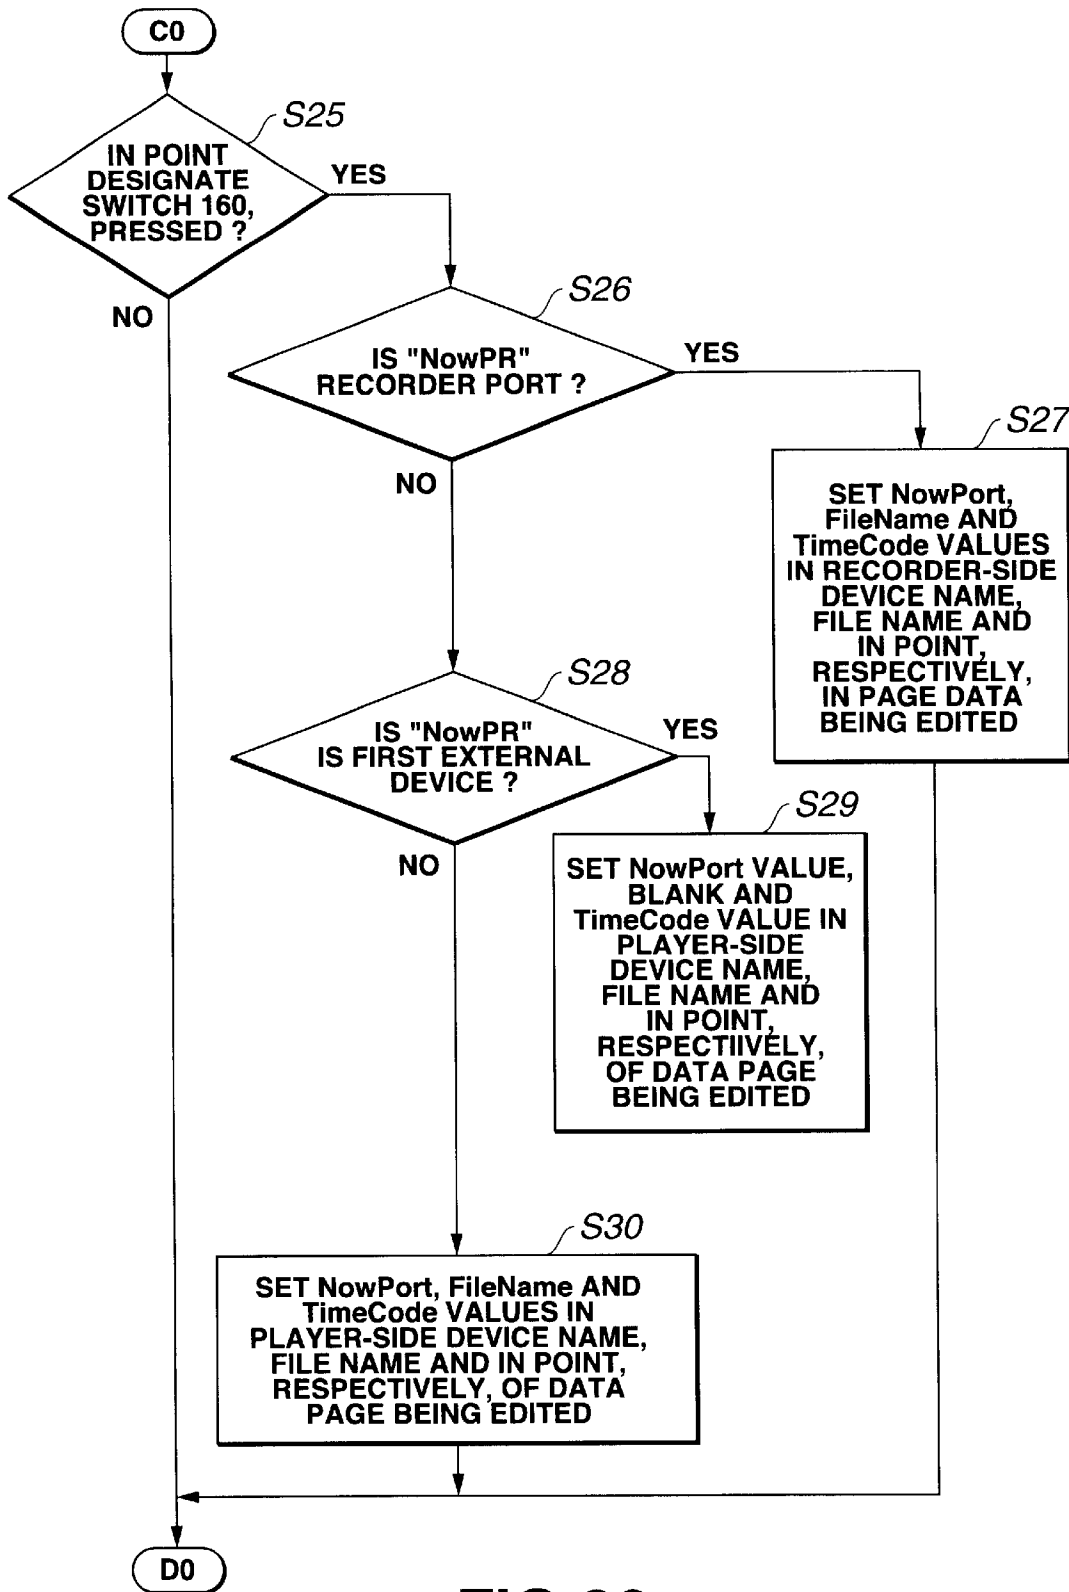 C0
S25
IN POINT
DESIGNATE
SWITCH 160,
PRESSED ?
YES
NO
S26
IS "NowPR"
RECORDER PORT ?
YES
NO
S27
SET NowPort,
FileName AND
TimeCode VALUES
IN RECORDER-SIDE
DEVICE NAME,
FILE NAME AND
IN POINT,
RESPECTIVELY,
IN PAGE DATA
BEING EDITED
S28
IS "NowPR"
IS FIRST EXTERNAL
DEVICE ?
YES
NO
S29
SET NowPort VALUE,
BLANK AND
TimeCode VALUE IN
PLAYER-SIDE
DEVICE NAME,
FILE NAME AND
IN POINT,
RESPECTIIVELY,
OF DATA PAGE
BEING EDITED
S30
SET NowPort, FileName AND
TimeCode VALUES IN
PLAYER-SIDE DEVICE NAME,
FILE NAME AND IN POINT,
RESPECTIVELY, OF DATA
PAGE BEING EDITED
D0